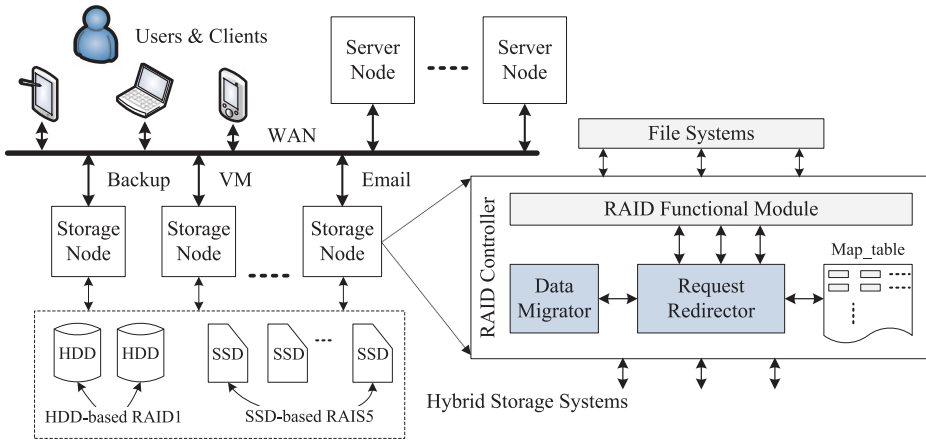 Users & Clients
Server
Node
Server
Node
WAN
Backup
VM
Email
Storage
Node
Storage
Node
Storage
Node
HDD
HDD
SSD
SSD
SSD
HDD-based RAID1
SSD-based RAIS5
File Systems
RAID Controller
RAID Functional Module
Map_table
Data
Migrator
Request
Redirector
Hybrid Storage Systems